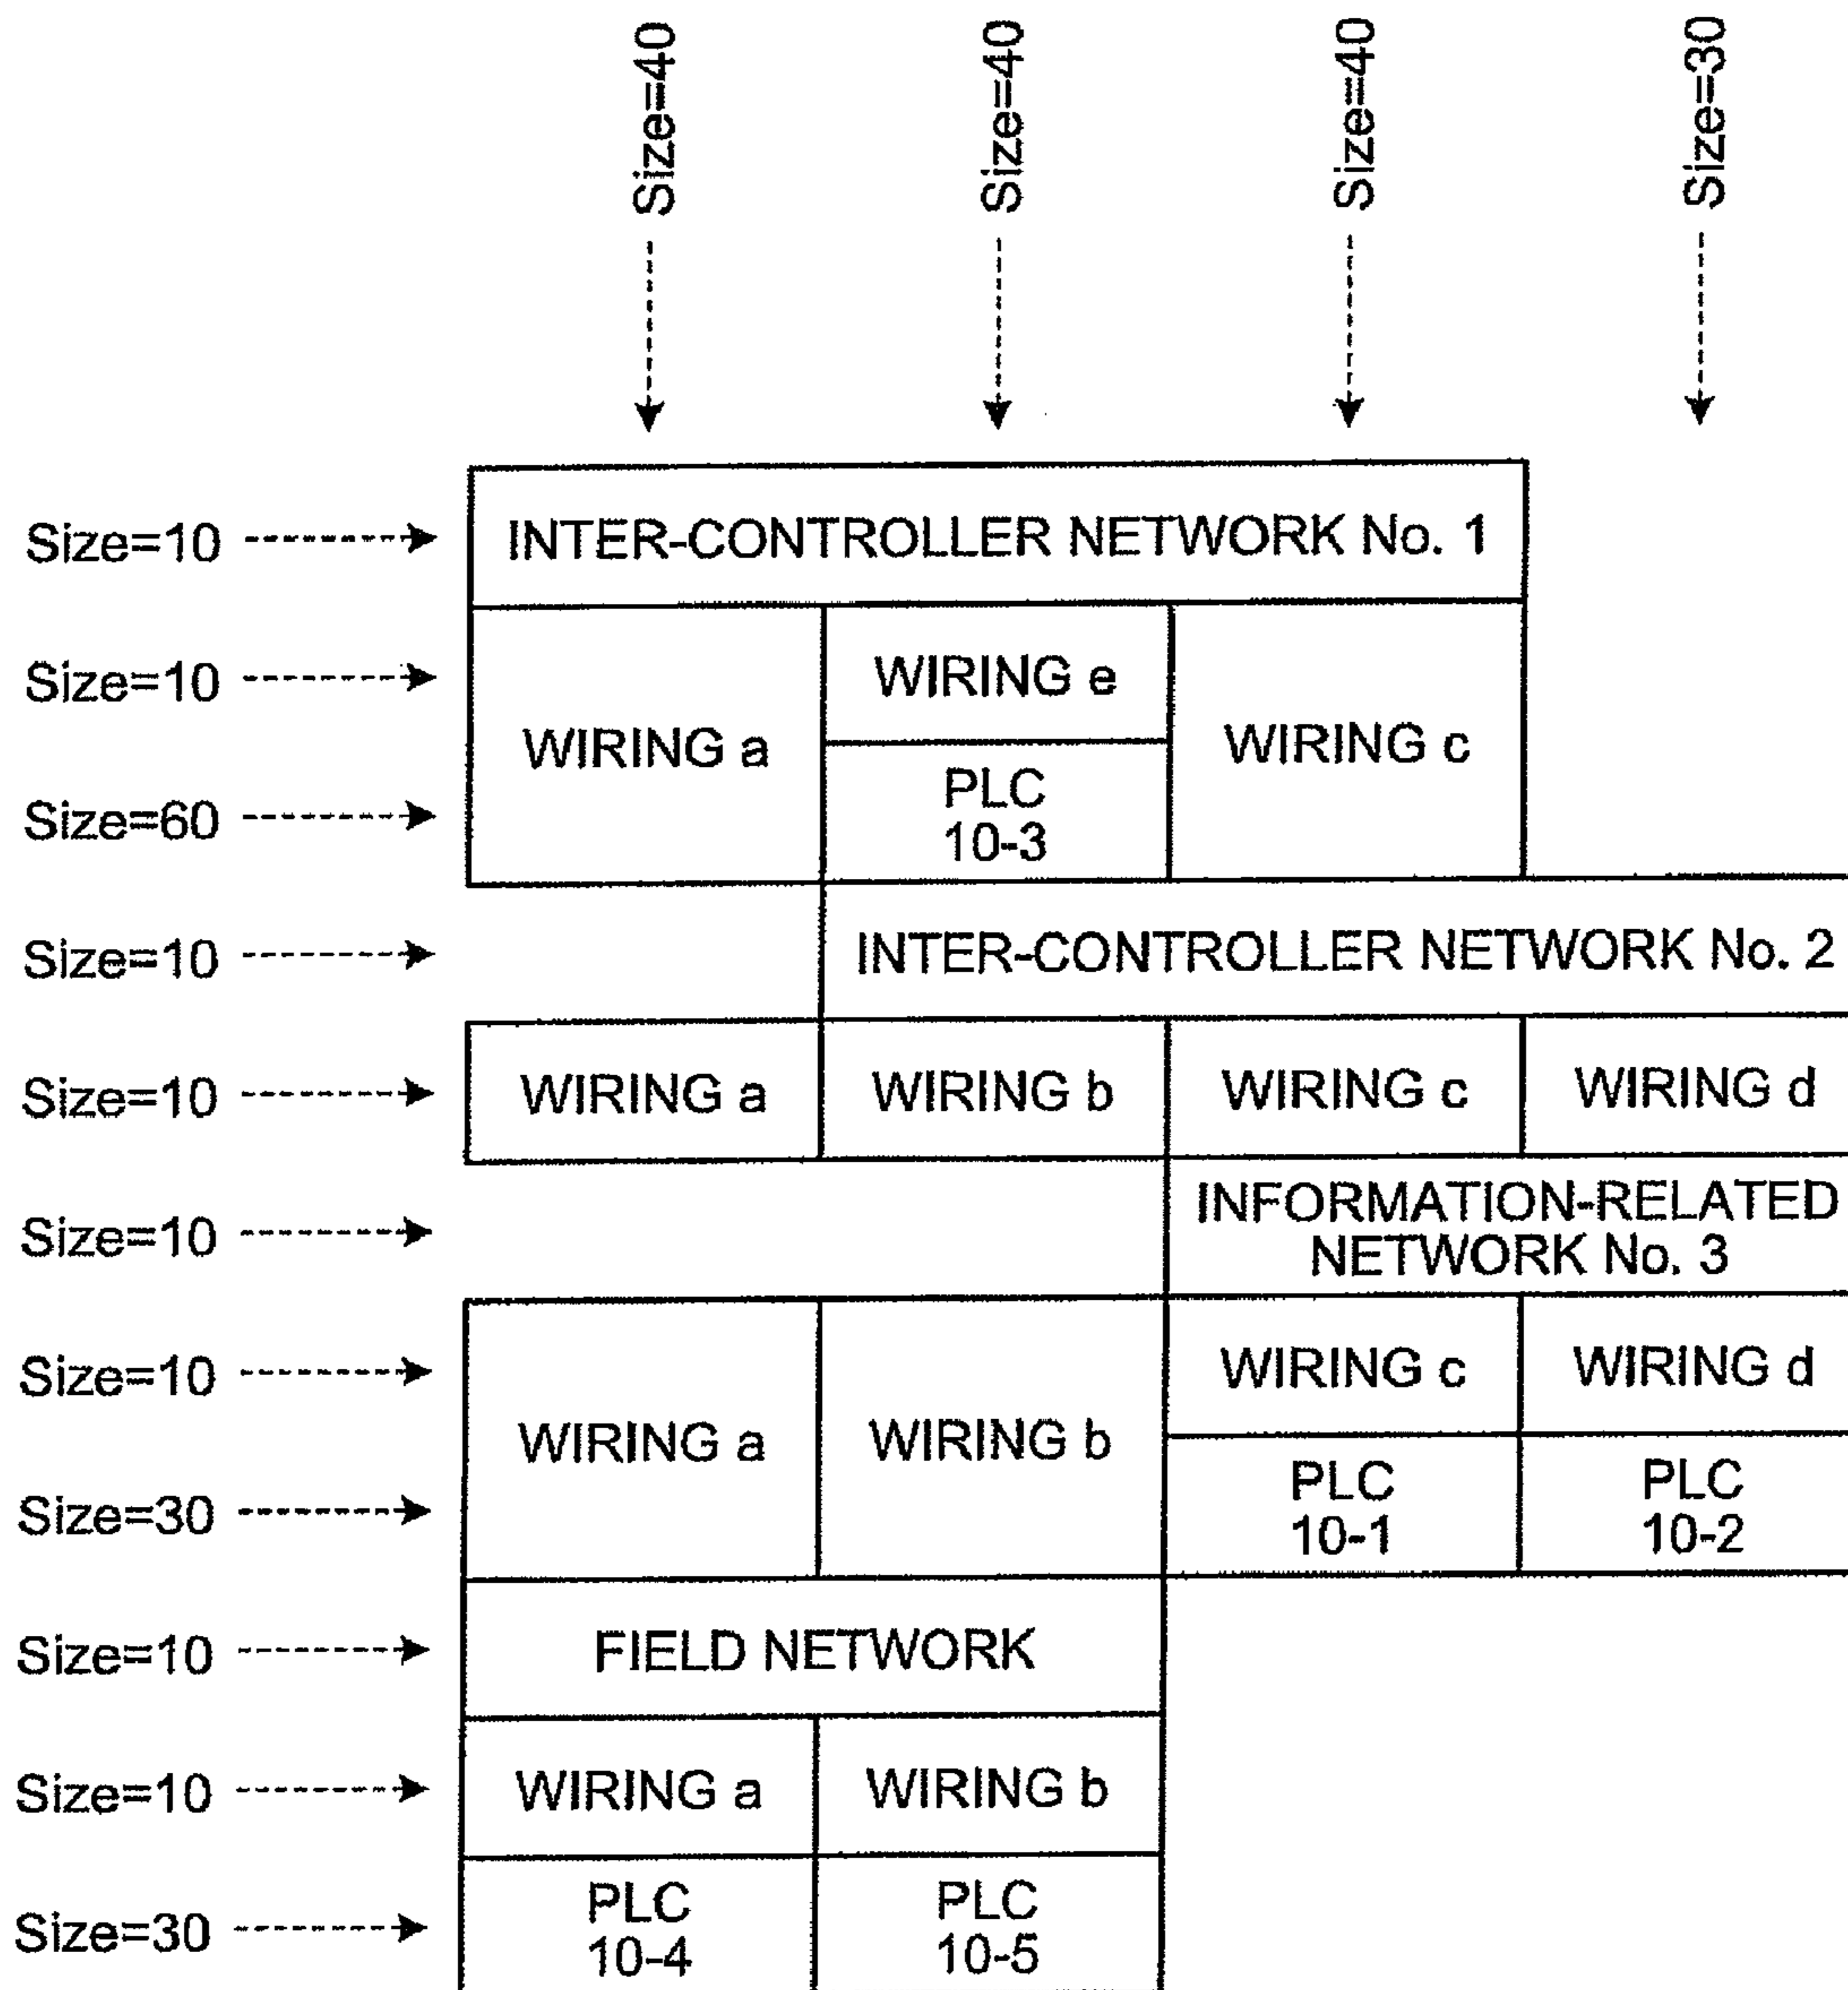 Size=40
Size=40
Size=40
Size=30
Size=10
INTER-CONTROLLER NETWORK No. 1
Size=10
WIRING e
WIRING a
WIRING c
Size=60
PLC
10-3
Size=10
INTER-CONTROLLER NETWORK No. 2
Size=10
WIRING a
WIRING b
WIRING c
WIRING d
Size=10
INFORMATION-RELATED
NETWORK No. 3
Size=10
WIRING c
WIRING d
WIRING a
WIRING b
Size=30
PLC
10-1
PLC
10-2
Size=10
FIELD NETWORK
Size=10
WIRING a
WIRING b
Size=30
PLC
10-4
PLC
10-5